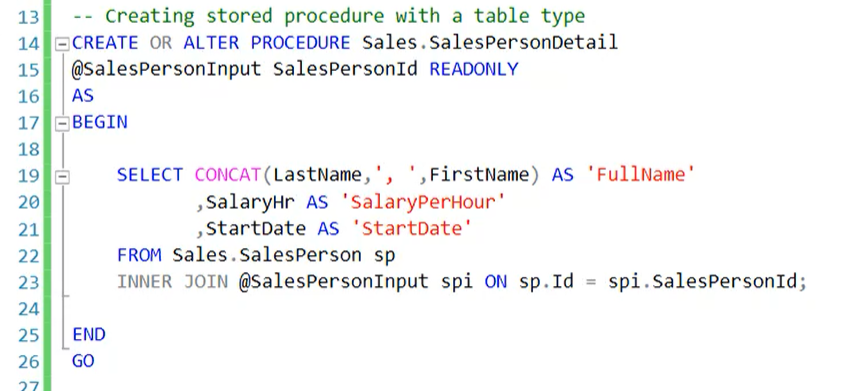 13 -- Creating stored procedure with a table type
14 CREATE OR ALTER PROCEDURE Sales.SalesPersonDetail
15 @SalesPersonInput SalesPersonId READONLY
16 AS
17 BEGIN
18
19 SELECT CONCAT(LastName,', ',FirstName) AS 'FullName'
20 ,SalaryHr AS 'SalaryPerHour'
21 ,StartDate AS 'StartDate'
22 FROM Sales.SalesPerson sp
23 INNER JOIN @SalesPersonInput spi ON sp.Id = spi.SalesPersonId;
24
25 END
26 GO
27